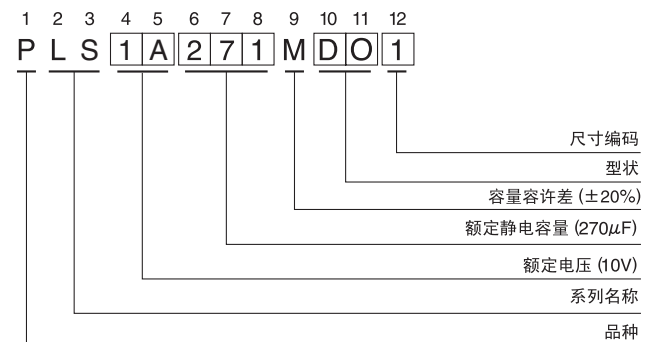 1 2 3 4 5 6 7 8 9 10 11 12
P L S 1 A 2 7 1 M D O 1
尺寸编码
型状
容量容许差 (±20%)
额定静电容量 (270μF)
额定电压 (10V)
系列名称
品种